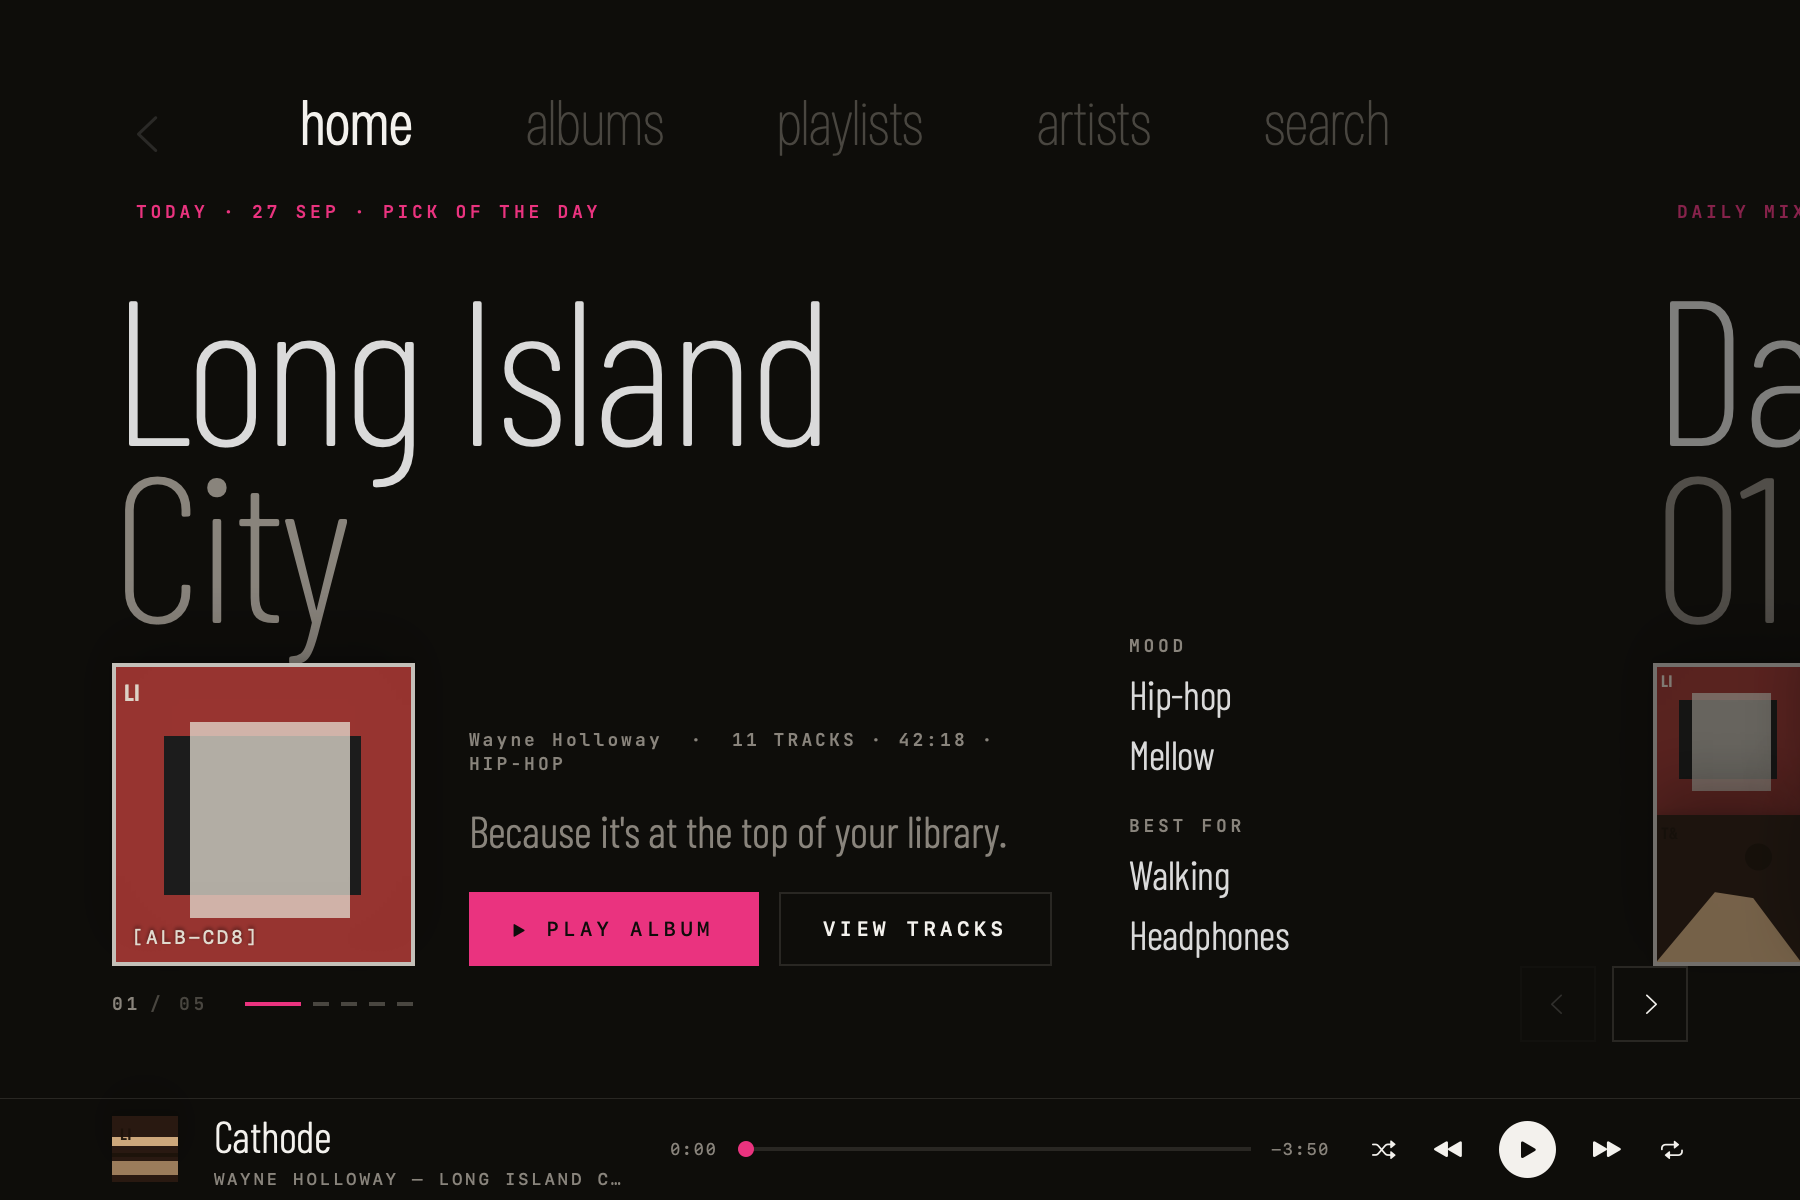 home albums playlists artists search
TODAY · 27 SEP · PICK OF THE DAY
DAILY MIX
Long Island
City
Da
01
LI
[ALB–CD8]
Wayne Holloway · 11 TRACKS · 42:18 ·
HIP-HOP
Because it's at the top of your library.
PLAY ALBUM
VIEW TRACKS
MOOD
Hip-hop
Mellow
BEST FOR
Walking
Headphones
LI
01 / 05
LI
Cathode
WAYNE HOLLOWAY — LONG ISLAND C…
0:00
–3:50